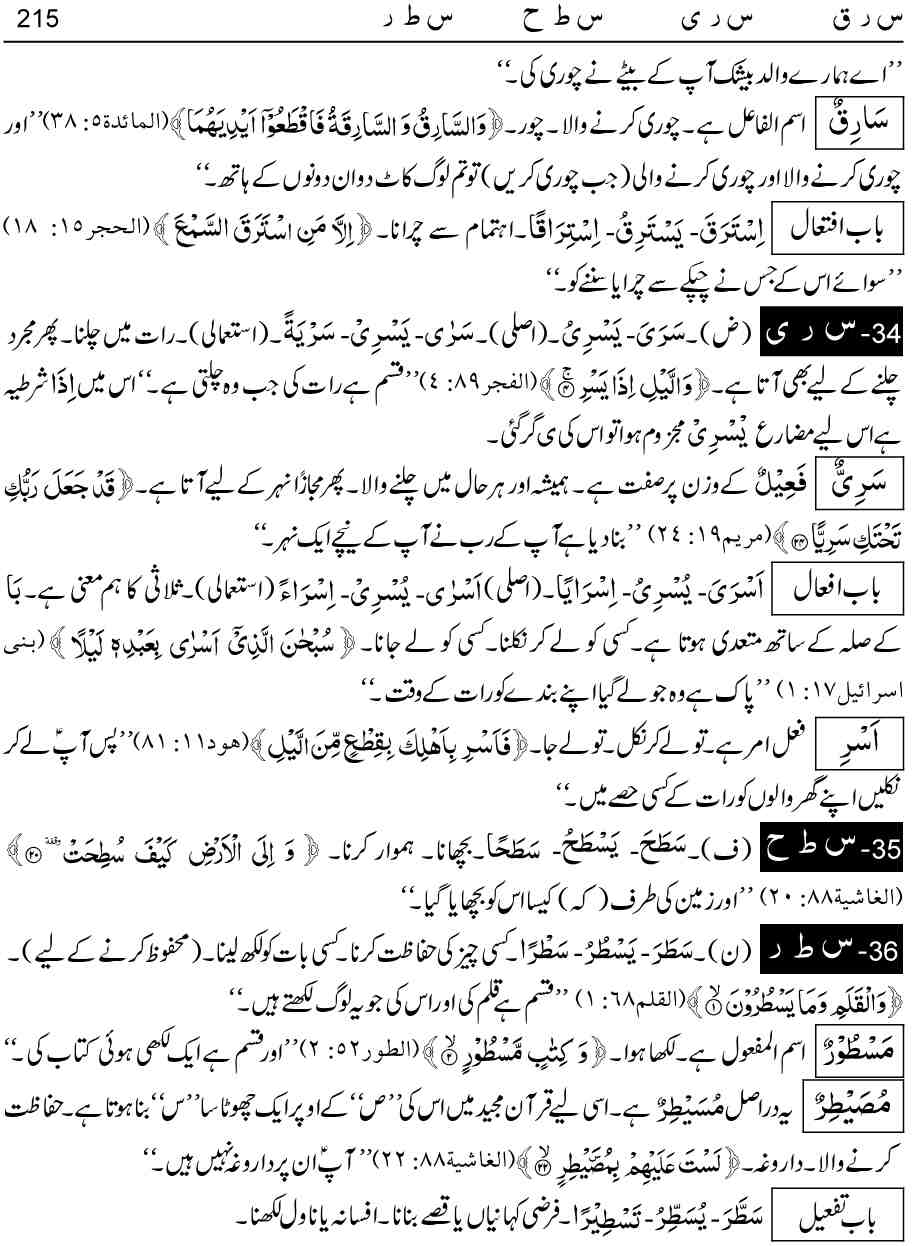 س ر ق س ر ی س ط ح س ط ر 215
’’اے ہمارے والد بیشک آپ کے بیٹے نے چوری کی۔‘‘
سَارِقٌ اسم الفاعل ہے۔ چوری کرنے والا۔ چور۔ ﴿وَالسَّارِقُ وَ السَّارِقَةُ فَاقْطَعُوْٓا اَیْدِیَهُمَا﴾ (المائدة۵: ۳۸) ’’اور
چوری کرنے والا اور چوری کرنے والی (جب چوری کریں) تو تم لوگ کاٹ دو ان دونوں کے ہاتھ۔‘‘
باب افتعال اِسْتَرَقَ- یَسْتَرِقُ- اِسْتِرَاقًا۔ اہتمام سے چرانا۔ ﴿اِلَّا مَنِ اسْتَرَقَ السَّمْعَ﴾ (الحجر۱۵: ۱۸)
’’سوائے اس کے جس نے چپکے سے چرایا سننے کو۔‘‘
34- س ر ی (ض)۔ سَرَیَ- یَسْرِیُ۔ (اصلی)۔ سَرٰی- یَسْرِیْ- سَرْیَةً۔ (استعمالی)۔ رات میں چلنا۔ پھر مجرد
چلنے کے لیے بھی آتا ہے۔ ﴿وَالَّیْلِ اِذَا یَسْرِ ۚ۝۴﴾ (الفجر۸۹: ۴) ’’قسم ہے رات کی جب وہ چلتی ہے۔‘‘ اس میں اِذَا شرطیہ
ہے اس لیے مضارع یَسْرِیْ مجزوم ہوا تو اس کی ی گر گئی۔
سَرِیٌّ فَعِیْلٌ کے وزن پر صفت ہے۔ ہمیشہ اور ہر حال میں چلنے والا۔ پھر مجازًا نہر کے لیے آتا ہے۔ ﴿قَدْ جَعَلَ رَبُّكِ
تَحْتَكِ سَرِیًّا۝۲۴﴾ (مریم۱۹: ۲۴) ’’بنا دیا ہے آپ کے رب نے آپ کے نیچے ایک نہر۔‘‘
باب افعال اَسْرَیَ- یُسْرِیُ- اِسْرَایًا۔ (اصلی) اَسْرٰی- یُسْرِیْ- اِسْرَاءً (استعمالی)۔ ثلاثی کا ہم معنی ہے۔ بَا
کے صلہ کے ساتھ متعدی ہوتا ہے۔ کسی کو لے کر نکلنا۔ کسی کو لے جانا۔ ﴿سُبْحٰنَ الَّذِیْۤ اَسْرٰی بِعَبْدِهٖ لَیْلًا﴾ (بنی
اسرائیل۱۷: ۱) ’’پاک ہے وہ جو لے گیا اپنے بندے کو رات کے وقت۔‘‘
اَسْرِ فعل امر ہے۔ تو لے کر نکل۔ تو لے جا۔ ﴿فَاَسْرِ بِاَهْلِكَ بِقِطْعٍ مِّنَ الَّیْلِ﴾ (هود۱۱: ۸۱) ’’پس آپؑ لے کر
نکلیں اپنے گھر والوں کو رات کے کسی حصے میں۔‘‘
35- س ط ح (ف)۔ سَطَحَ- یَسْطَحُ- سَطَحًا۔ بچھانا۔ ہموار کرنا۔ ﴿وَ اِلَی الْاَرْضِ كَیْفَ سُطِحَتْ ۥ۝۲۰﴾
(الغاشیة۸۸: ۲۰) ’’اور زمین کی طرف (کہ) کیسا اس کو بچھایا گیا۔‘‘
36- س ط ر (ن)۔ سَطَرَ- یَسْطُرُ- سَطْرًا۔ کسی چیز کی حفاظت کرنا۔ کسی بات کو لکھ لینا۔ (محفوظ کرنے کے لیے)۔
﴿وَالْقَلَمِ وَمَا یَسْطُرُوْنَ ۙ۝۱﴾ (القلم۶۸: ۱) ’’قسم ہے قلم کی اور اس کی جو یہ لوگ لکھتے ہیں۔‘‘
مَسْطُوْرٌ اسم المفعول ہے۔ لکھا ہوا۔ ﴿وَ كِتٰبٍ مَّسْطُوْرٍ ۙ۝۲﴾ (الطور۵۲: ۲) ’’اور قسم ہے ایک لکھی ہوئی کتاب کی۔‘‘
مُصَیْطِرٌ یہ دراصل مُسَیْطِرٌ ہے۔ اسی لیے قرآن مجید میں اس کی ’’ص‘‘ کے اوپر ایک چھوٹا سا ’’س‘‘ بنا ہوتا ہے۔ حفاظت
کرنے والا۔ داروغہ۔ ﴿لَسْتَ عَلَیْهِمْ بِمُصَۜیْطِرٍ ۙ۝۲۲﴾ (الغاشیة۸۸: ۲۲) ’’آپؐ ان پر داروغہ نہیں ہیں۔‘‘
باب تفعیل سَطَّرَ- یُسَطِّرُ- تَسْطِیْرًا۔ فرضی کہانیاں یا قصے بنانا۔ افسانہ یا ناول لکھنا۔